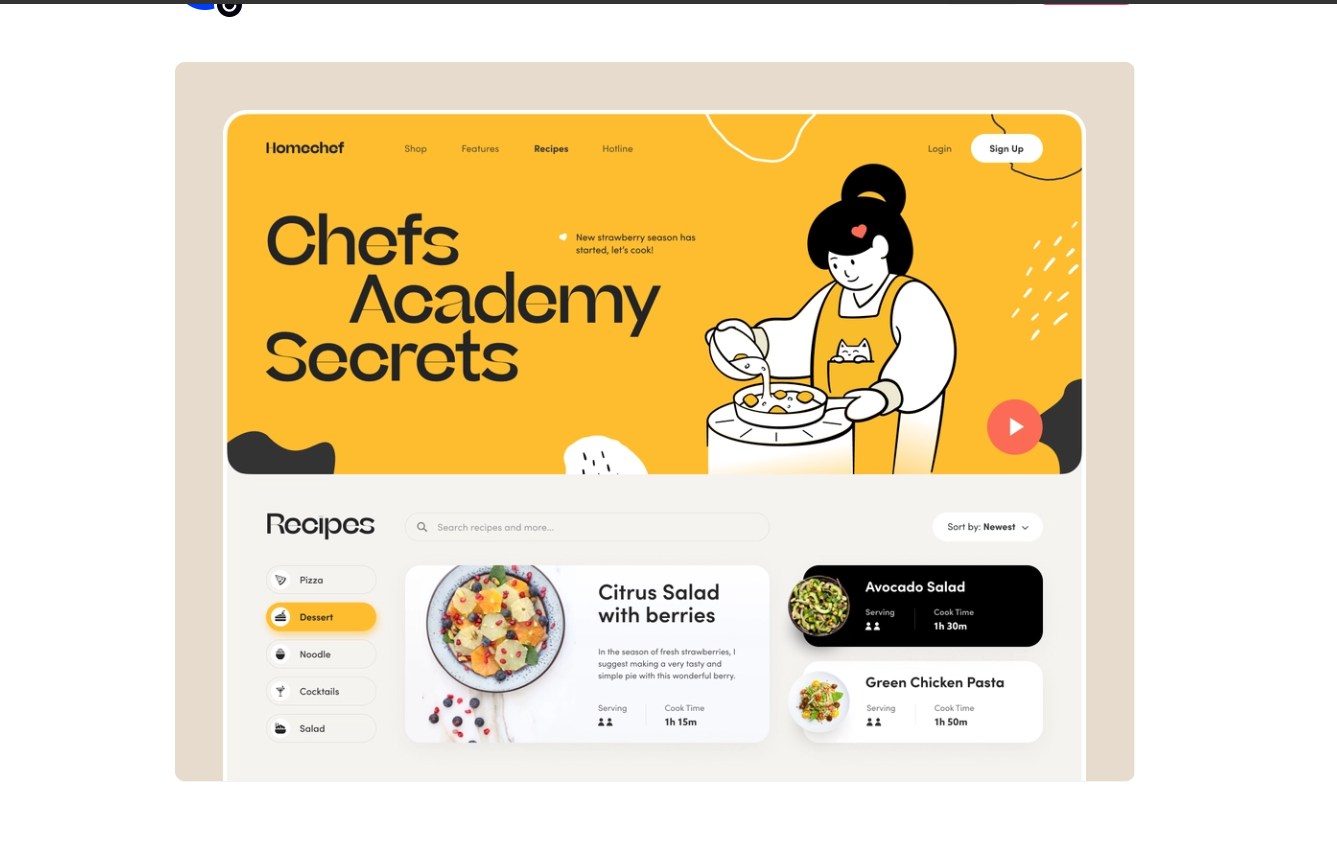 Homechef
Shop
Features
Recipes
Hotline
Login
Sign Up
Chefs
Academy
Secrets
New strawberry season has
started, let's cook!
Recipes
Search recipes and more...
Sort by: Newest
Pizza
Dessert
Noodle
Cocktails
Salad
Citrus Salad
with berries
In the season of fresh strawberries, I
suggest making a very tasty and
simple pie with this wonderful berry.
Serving
Cook Time
1h 15m
Avocado Salad
Serving
Cook Time
1h 30m
Green Chicken Pasta
Serving
Cook Time
1h 50m